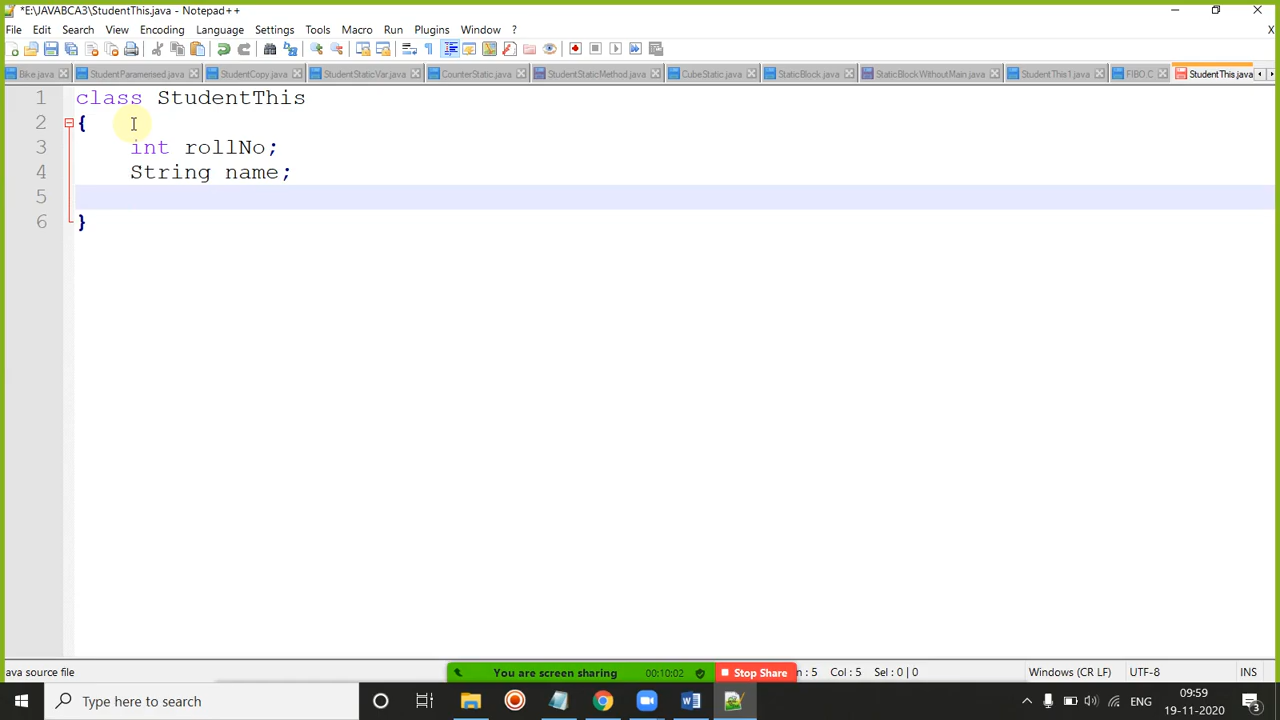 *E:\JAVABCA3\StudentThis.java - Notepad++
File Edit Search View Encoding Language Settings Tools Macro Run Plugins Window ? X
Bike.java StudentParamerised.java StudentCopy.java StudentStaticVar.java CounterStatic.java StudentStaticMethod.java CubeStatic.java StaticBlock.java StaticBlockWithoutMain.java StudentThis1.java FIBO.C StudentThis.java
1 class StudentThis
2 {
3 int rollNo;
4 String name;
5
6 }
ava source file You are screen sharing 00:10:02 Stop Share n : 5 Col : 5 Sel : 0 | 0 Windows (CR LF) UTF-8 INS
Type here to search ENG 09:59
19-11-2020 3